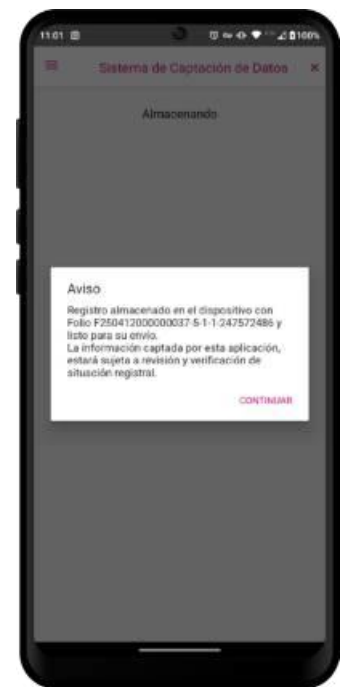 11:01
100%
Sistema de Captación de Datos ×
Almacenando
Aviso
Registro almacenado en el dispositivo con
Folio F250412000000037-5-1-1-247572486 y
listo para su envío.
La información captada por esta aplicación,
estará sujeta a revisión y verificación de
situación registral.
CONTINUAR